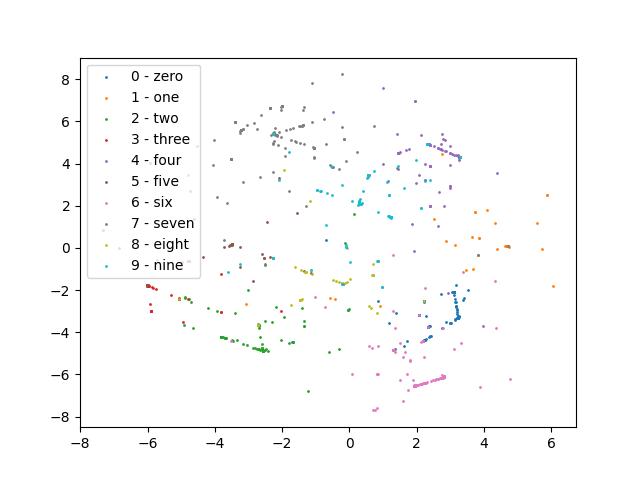 8
6
4
2
0
−2
−4
−6
−8
−8
−6
−4
−2
0
2
4
6
0 - zero
1 - one
2 - two
3 - three
4 - four
5 - five
6 - six
7 - seven
8 - eight
9 - nine